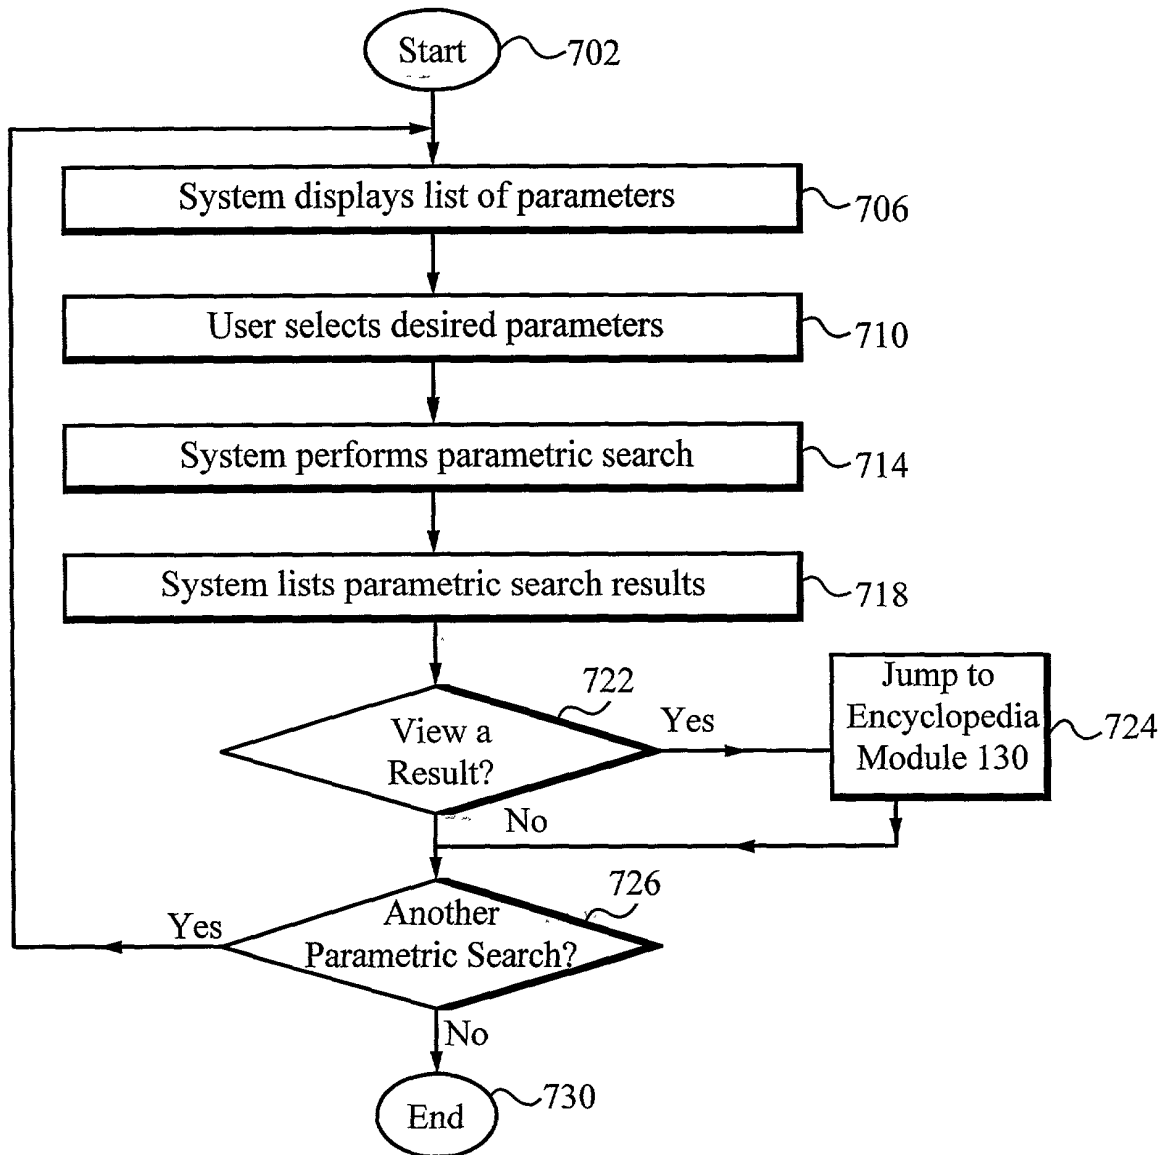 Start
702
System displays list of parameters
706
User selects desired parameters
710
System performs parametric search
714
System lists parametric search results
718
722
View a
Result?
Yes
Jump to
Encyclopedia
Module 130
724
No
726
Another
Parametric Search?
Yes
No
End
730